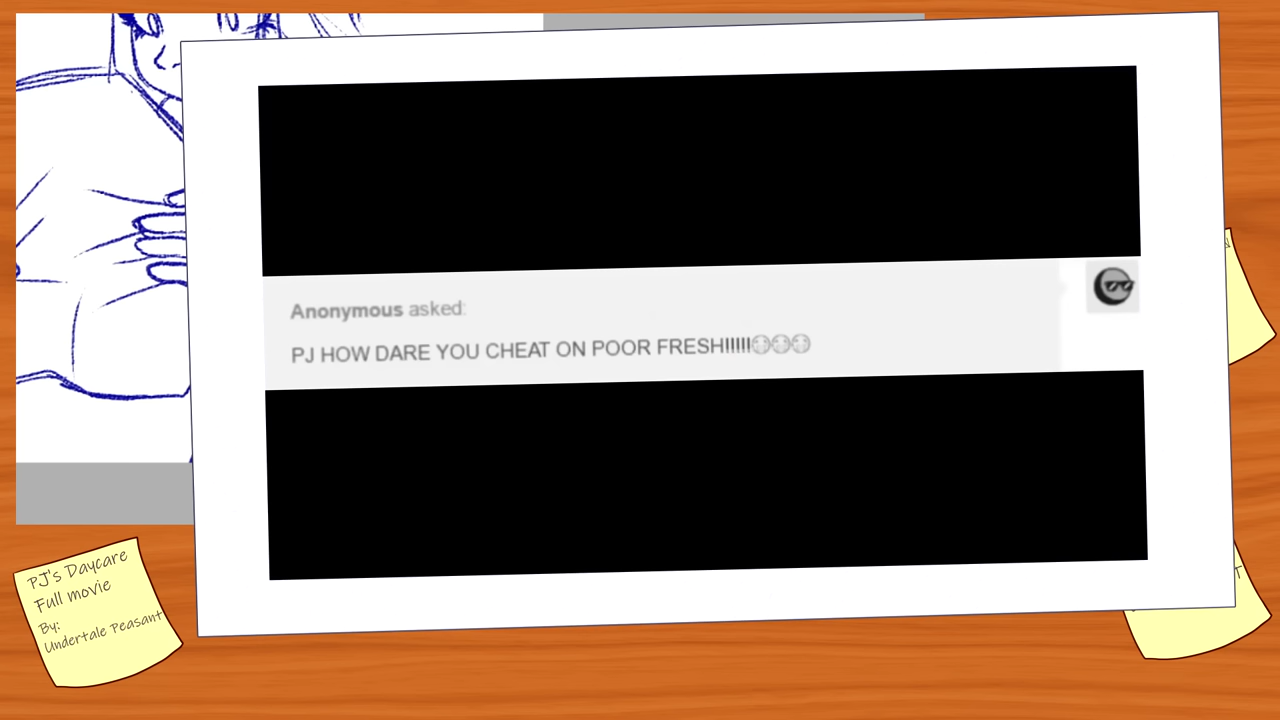 Anonymous asked:
PJ HOW DARE YOU CHEAT ON POOR FRESH!!!!!😳😳😳
PJ's Daycare
Full movie
By:
Undertale Peasant